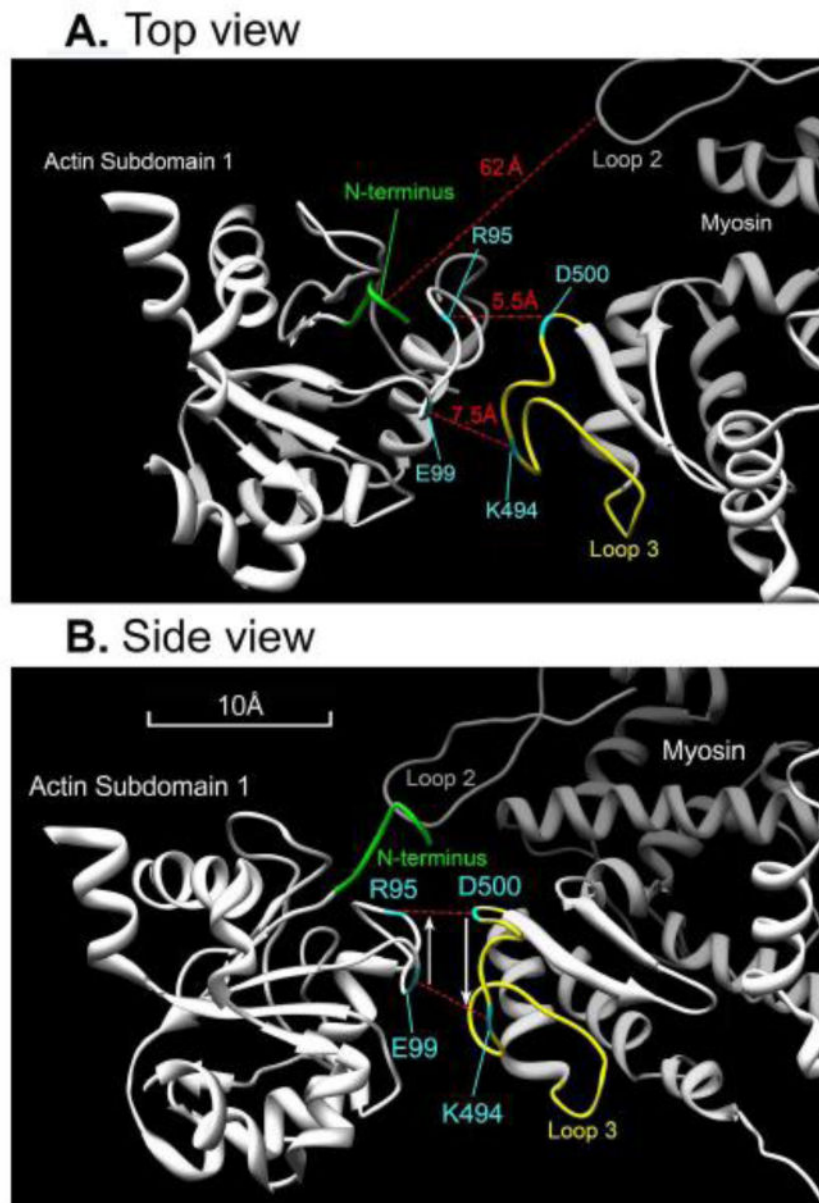 A. Top view
Actin Subdomain 1
Loop 2
62Å
N-terminus
Myosin
R95
D500
5.5Å
7.5Å
E99
K494
Loop 3
B. Side view
10Å
Myosin
Loop 2
Actin Subdomain 1
N-terminus
R95
D500
E99
K494
Loop 3